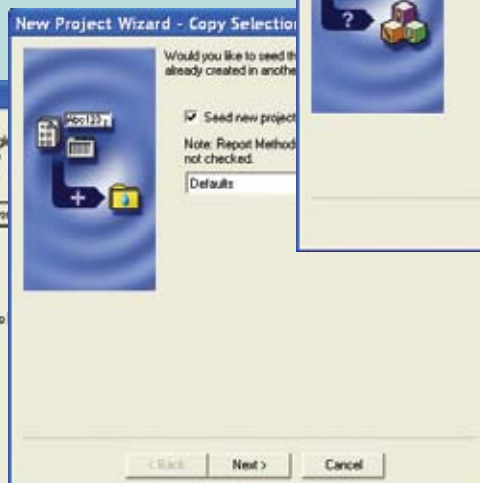 New Project Wizard - Copy Selection
Would you like to seed th
already created in anothe
Abc123
Seed new project
Note: Report Method
not checked.
Defaults
+
?
< Back
Next >
Cancel